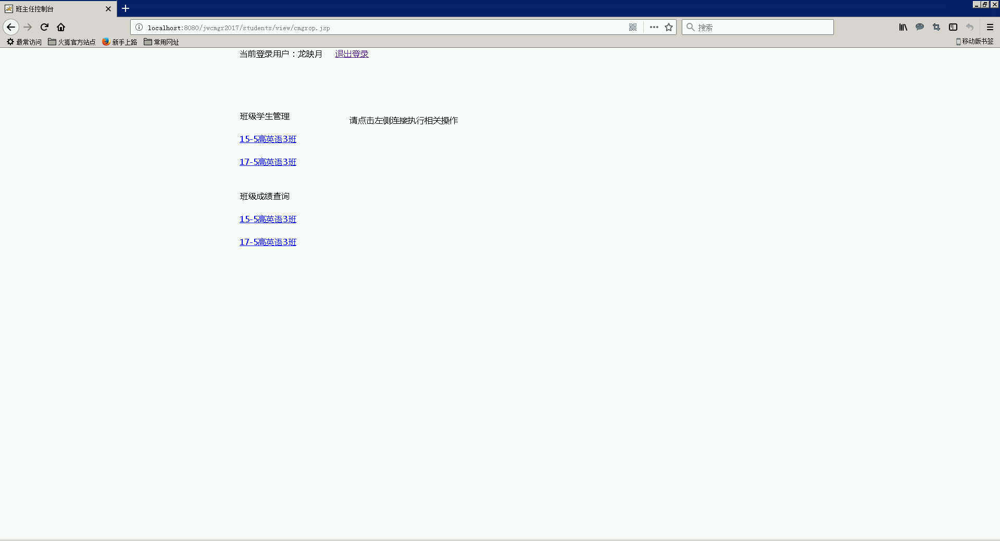 班主任控制台
localhost:8080/jwcmgr2017/students/view/cmgrop.jsp
搜索
最常访问 火狐官方站点 新手上路 常用网址 移动版书签
当前登录用户：龙映月 退出登录
班级学生管理
请点击左侧连接执行相关操作
15-5高英语3班
17-5高英语3班
班级成绩查询
15-5高英语3班
17-5高英语3班